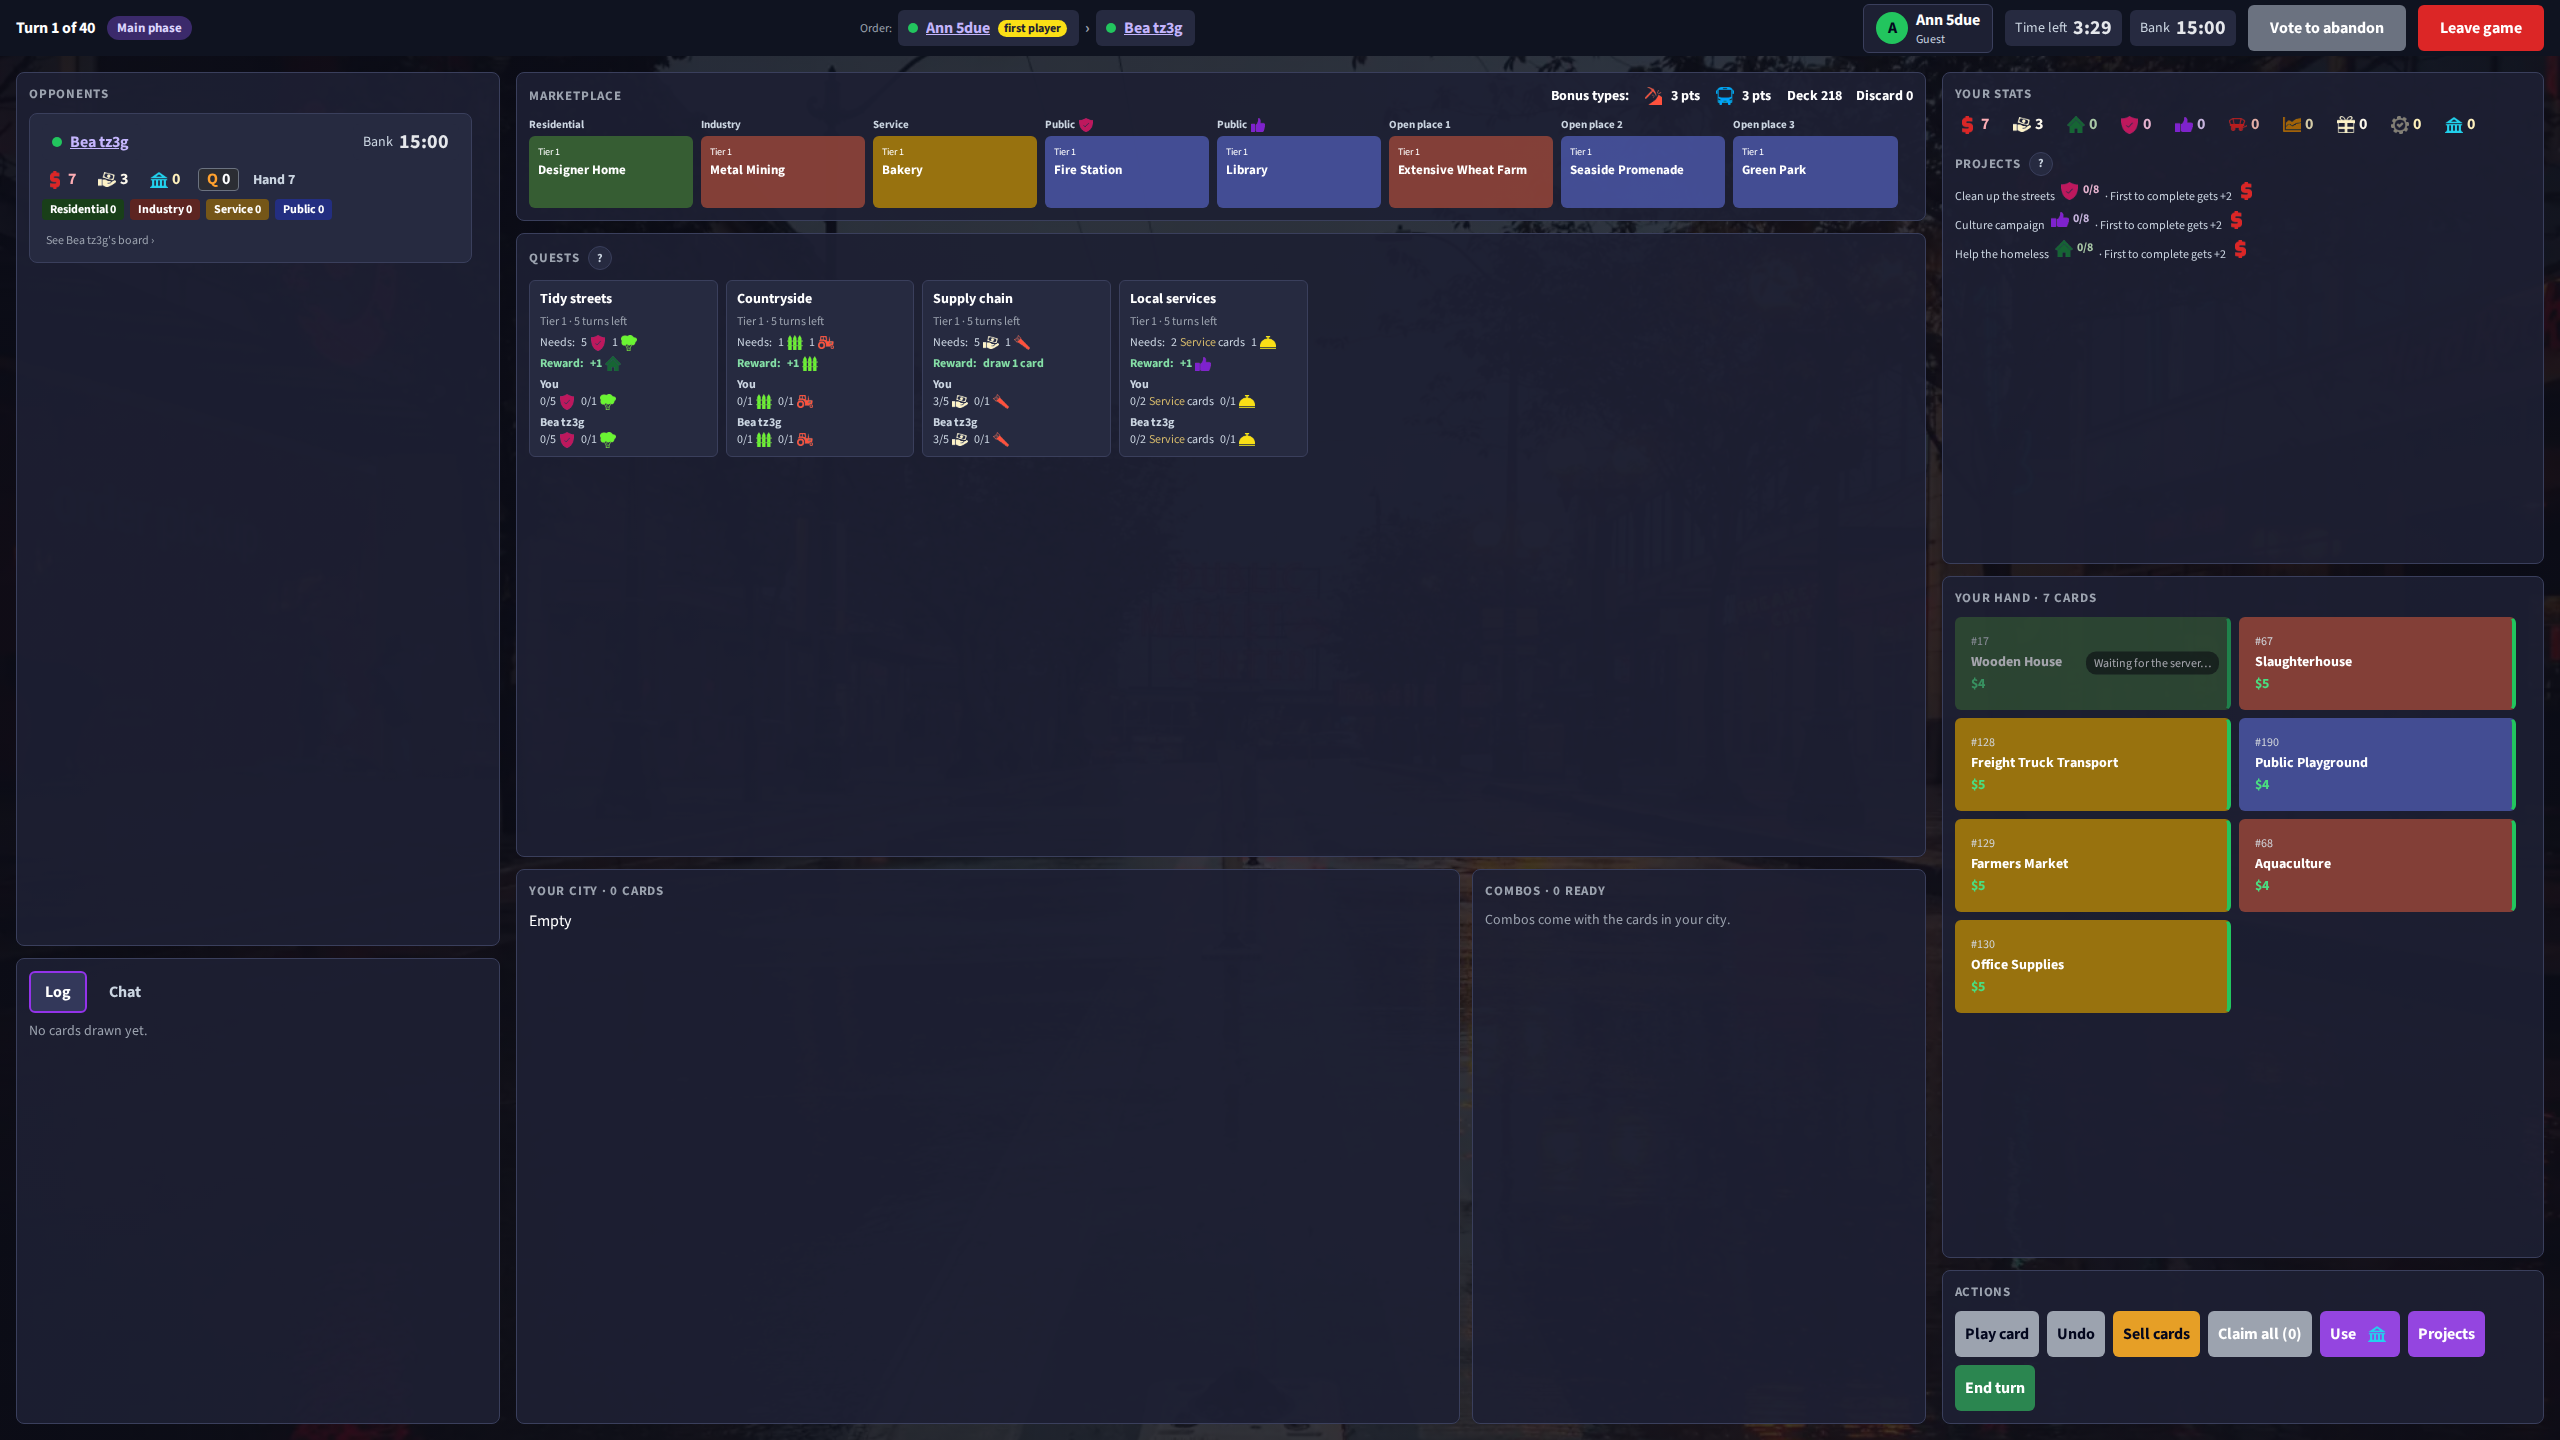 Turn 1 of 40 Main phase
Order: Ann 5due first player › Bea tz3g
A Ann 5due Guest
Time left 3:29 Bank 15:00 Vote to abandon Leave game
OPPONENTS
Bea tz3g Bank 15:00
7 3 0 Q 0 Hand 7
Residential 0 Industry 0 Service 0 Public 0
See Bea tz3g's board ›
Log Chat
No cards drawn yet.
MARKETPLACE Bonus types: 3 pts 3 pts Deck 218 Discard 0
Residential Industry Service Public Public Open place 1 Open place 2 Open place 3
Tier 1 Tier 1 Tier 1 Tier 1 Tier 1 Tier 1 Tier 1 Tier 1
Designer Home Metal Mining Bakery Fire Station Library Extensive Wheat Farm Seaside Promenade Green Park
QUESTS ?
Tidy streets
Tier 1 · 5 turns left
Needs: 5 1
Reward: +1
You
0/5 0/1
Bea tz3g
0/5 0/1
Countryside
Tier 1 · 5 turns left
Needs: 1 1
Reward: +1
You
0/1 0/1
Bea tz3g
0/1 0/1
Supply chain
Tier 1 · 5 turns left
Needs: 5 1
Reward: draw 1 card
You
3/5 0/1
Bea tz3g
3/5 0/1
Local services
Tier 1 · 5 turns left
Needs: 2 Service cards 1
Reward: +1
You
0/2 Service cards 0/1
Bea tz3g
0/2 Service cards 0/1
YOUR CITY · 0 CARDS
Empty
COMBOS · 0 READY
Combos come with the cards in your city.
YOUR STATS
7 3 0 0 0 0 0 0 0 0
PROJECTS ?
Clean up the streets 0/8 · First to complete gets +2
Culture campaign 0/8 · First to complete gets +2
Help the homeless 0/8 · First to complete gets +2
YOUR HAND · 7 CARDS
#17
Wooden House Waiting for the server…
$4
#67
Slaughterhouse
$5
#128
Freight Truck Transport
$5
#190
Public Playground
$4
#129
Farmers Market
$5
#68
Aquaculture
$4
#130
Office Supplies
$5
ACTIONS
Play card Undo Sell cards Claim all (0) Use Projects
End turn